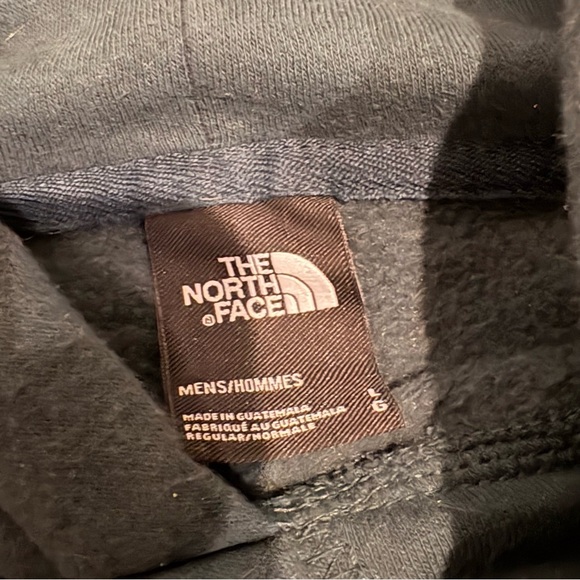 THE
NORTH
FACE
MENS/HOMMES
L
G
MADE IN GUATEMALA
FABRIQUÉ AU GUATEMALA
REGULAR/NORMALE